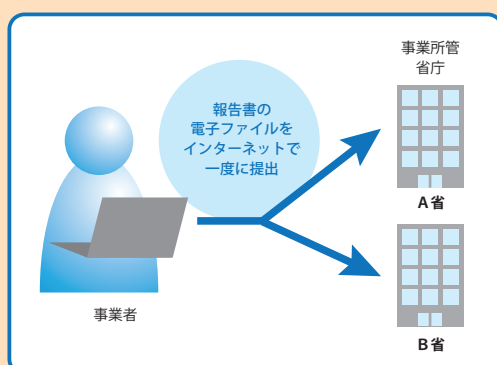 事業所管
省庁
報告書の
電子ファイルを
インターネットで
一度に提出
A省
事業者
B省